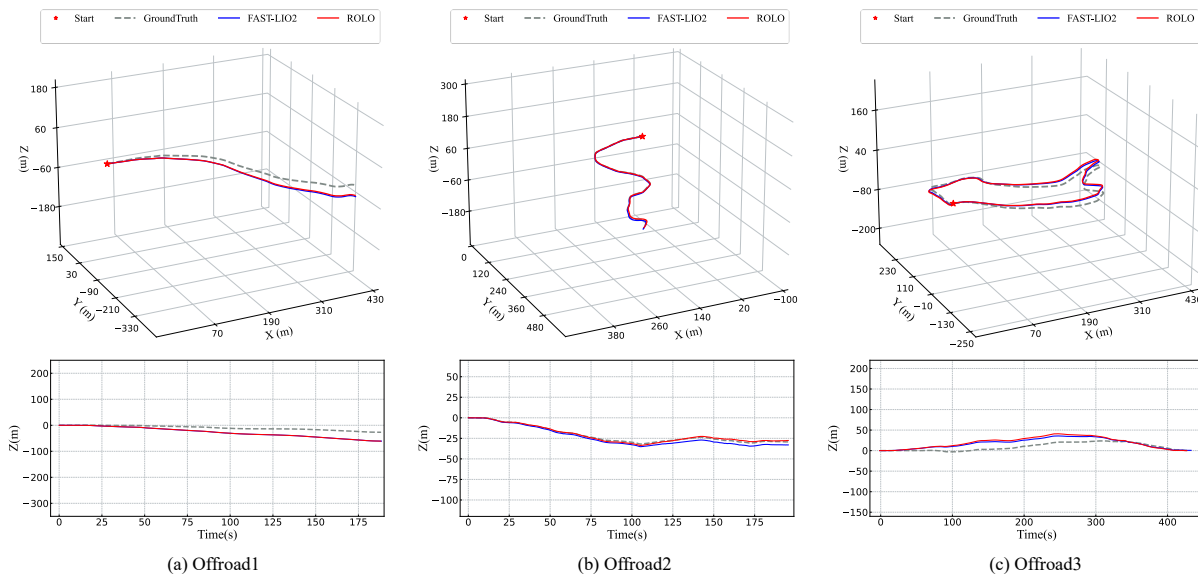 Start GroundTruth FAST-LIO2 ROLO
180
60
−60
−180
Z (m)
150
30
−90
−210
−330
Y (m)
70
190
310
430
X (m)
200
100
0
−100
−200
−300
Z(m)
0 25 50 75 100 125 150 175
Time(s)
(a) Offroad1
Start GroundTruth FAST-LIO2 ROLO
300
180
60
−60
−180
Z (m)
0
120
240
360
480
Y (m)
380
260
140
20
−100
X (m)
50
25
0
−25
−50
−75
−100
Z(m)
0 25 50 75 100 125 150 175
Time(s)
(b) Offroad2
Start GroundTruth FAST-LIO2 ROLO
160
40
−80
−200
Z (m)
230
110
−10
−130
−250
Y (m)
70
190
310
430
X (m)
200
150
100
50
0
−50
−100
−150
Z(m)
0 100 200 300 400
Time(s)
(c) Offroad3